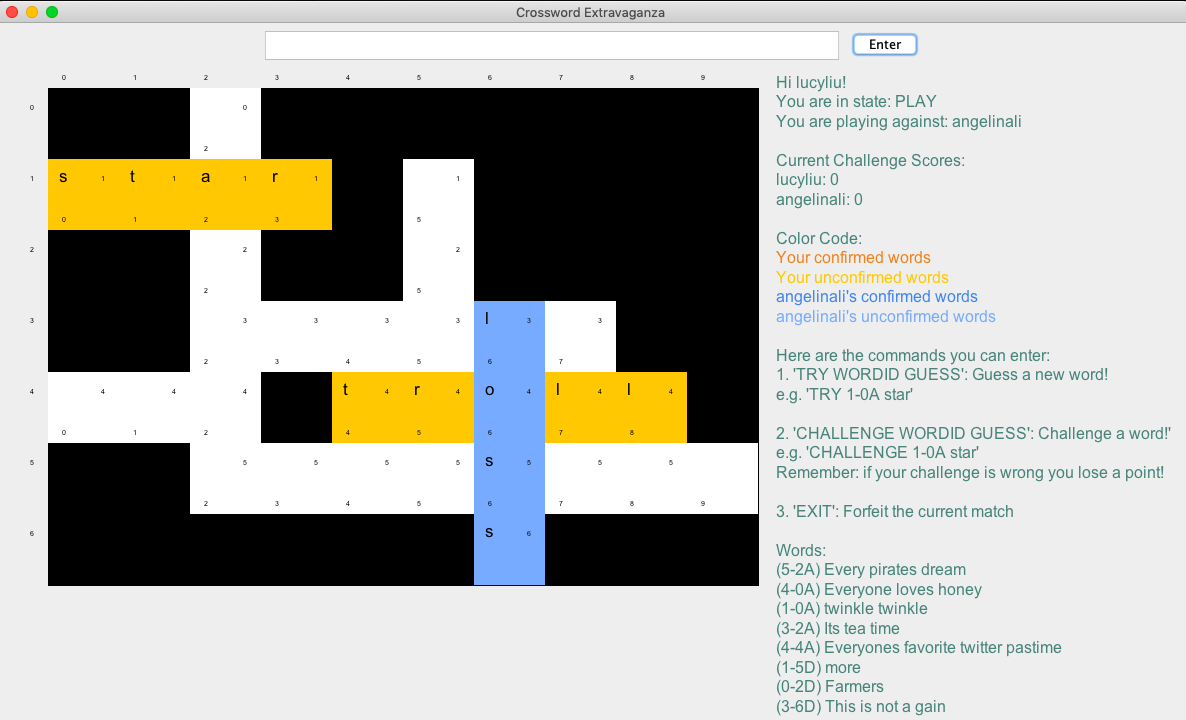 Crossword Extravaganza
Enter
0 1 2 3 4 5 6 7 8 9
0 0
2
1 s 1 t 1 a 1 r 1 1
0 1 2 3 5
2 2 2
2 5
3 3 3 3 3 l 3 3
2 3 4 5 6 7
4 4 4 4 t 4 r 4 o 4 l 4 l 4
0 1 2 4 5 6 7 8
5 5 5 5 5 s 5 5 5
2 3 4 5 6 7 8 9
6 s 6
Hi lucyliu!
You are in state: PLAY
You are playing against: angelinali
Current Challenge Scores:
lucyliu: 0
angelinali: 0
Color Code:
Your confirmed words
Your unconfirmed words
angelinali's confirmed words
angelinali's unconfirmed words
Here are the commands you can enter:
1. 'TRY WORDID GUESS': Guess a new word!
e.g. 'TRY 1-0A star'
2. 'CHALLENGE WORDID GUESS': Challenge a word!'
e.g. 'CHALLENGE 1-0A star'
Remember: if your challenge is wrong you lose a point!
3. 'EXIT': Forfeit the current match
Words:
(5-2A) Every pirates dream
(4-0A) Everyone loves honey
(1-0A) twinkle twinkle
(3-2A) Its tea time
(4-4A) Everyones favorite twitter pastime
(1-5D) more
(0-2D) Farmers
(3-6D) This is not a gain